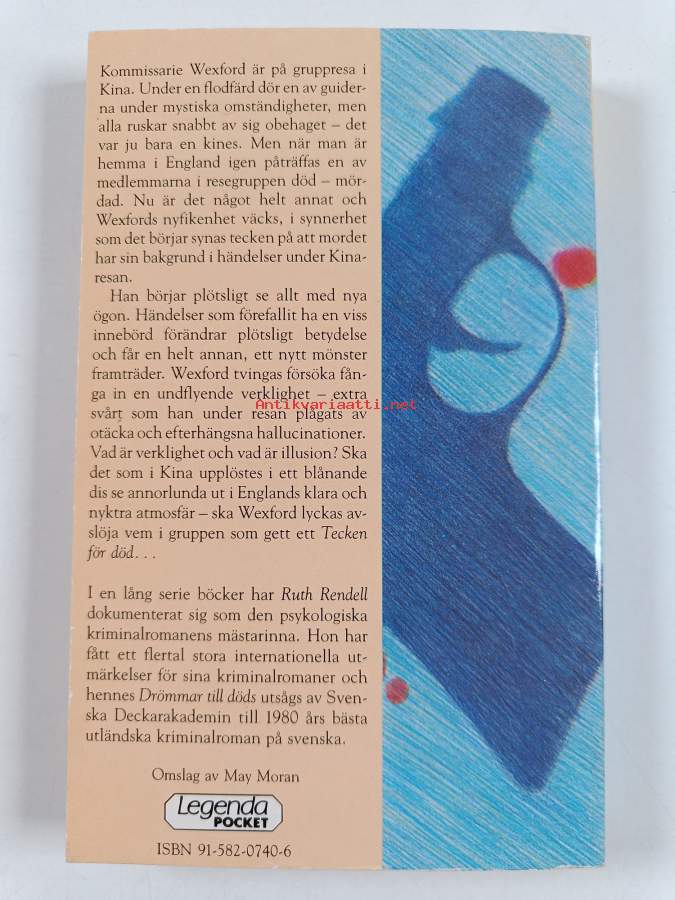 Kommissarie Wexford är på gruppresa i
Kina. Under en flodfärd dör en av guider-
na under mystiska omständigheter, men
alla ruskar snabbt av sig obehaget – det
var ju bara en kines. Men när man är
hemma i England igen påträffas en av
medlemmarna i resegruppen död – mör-
dad. Nu är det något helt annat och
Wexfords nyfikenhet väcks, i synnerhet
som det börjar synas tecken på att mordet
har sin bakgrund i händelser under Kina-
resan.
Han börjar plötsligt se allt med nya
ögon. Händelser som förefallit ha en viss
innebörd förändrar plötsligt betydelse
och får en helt annan, ett nytt mönster
framträder. Wexford tvingas försöka fån-
ga in en undflyende verklighet – extra
Antikvariaatti.net
svårt som han under resan plågats av
otäcka och efterhängsna hallucinationer.
Vad är verklighet och vad är illusion? Ska
det som i Kina upplöstes i ett blånande
dis se annorlunda ut i Englands klara och
nyktra atmosfär – ska Wexford lyckas av-
slöja vem i gruppen som gett ett Tecken
för död. . .
I en lång serie böcker har Ruth Rendell
dokumenterat sig som den psykologiska
kriminalromanens mästarinna. Hon har
fått ett flertal stora internationella ut-
märkelser för sina kriminalromaner och
hennes Drömmar till döds utsågs av Sven-
ska Deckarakademin till 1980 års bästa
utländska kriminalroman på svenska.
Omslag av May Moran
Legenda
POCKET
ISBN 91-582-0740-6